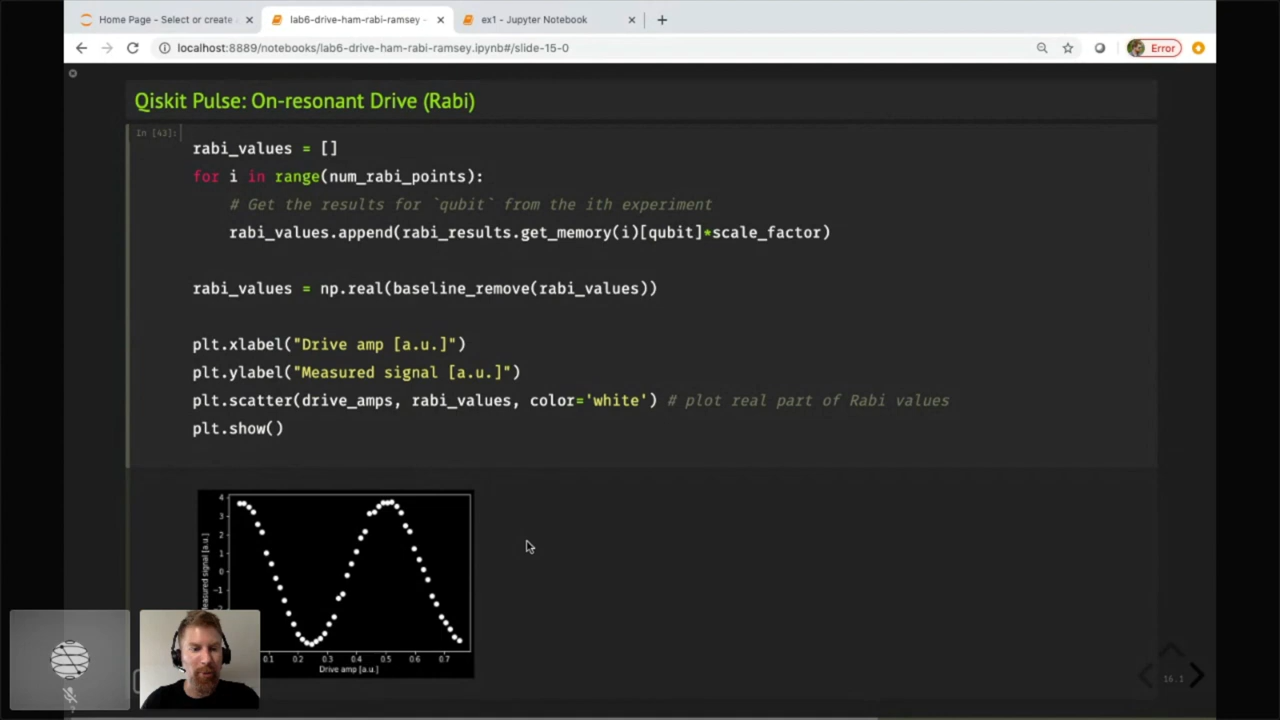 Home Page - Select or create
lab6-drive-ham-rabi-ramsey -
ex1 - Jupyter Notebook
localhost:8889/notebooks/lab6-drive-ham-rabi-ramsey.ipynb#/slide-15-0
Error
Qiskit Pulse: On-resonant Drive (Rabi)
In [43]:
rabi_values = []
for i in range(num_rabi_points):
# Get the results for `qubit` from the ith experiment
rabi_values.append(rabi_results.get_memory(i)[qubit]*scale_factor)
rabi_values = np.real(baseline_remove(rabi_values))
plt.xlabel("Drive amp [a.u.]")
plt.ylabel("Measured signal [a.u.]")
plt.scatter(drive_amps, rabi_values, color='white') # plot real part of Rabi values
plt.show()
4
3
2
1
0
−1
Measured signal [a.u.]
0.1 0.2 0.3 0.4 0.5 0.6 0.7
Drive amp [a.u.]
16.1